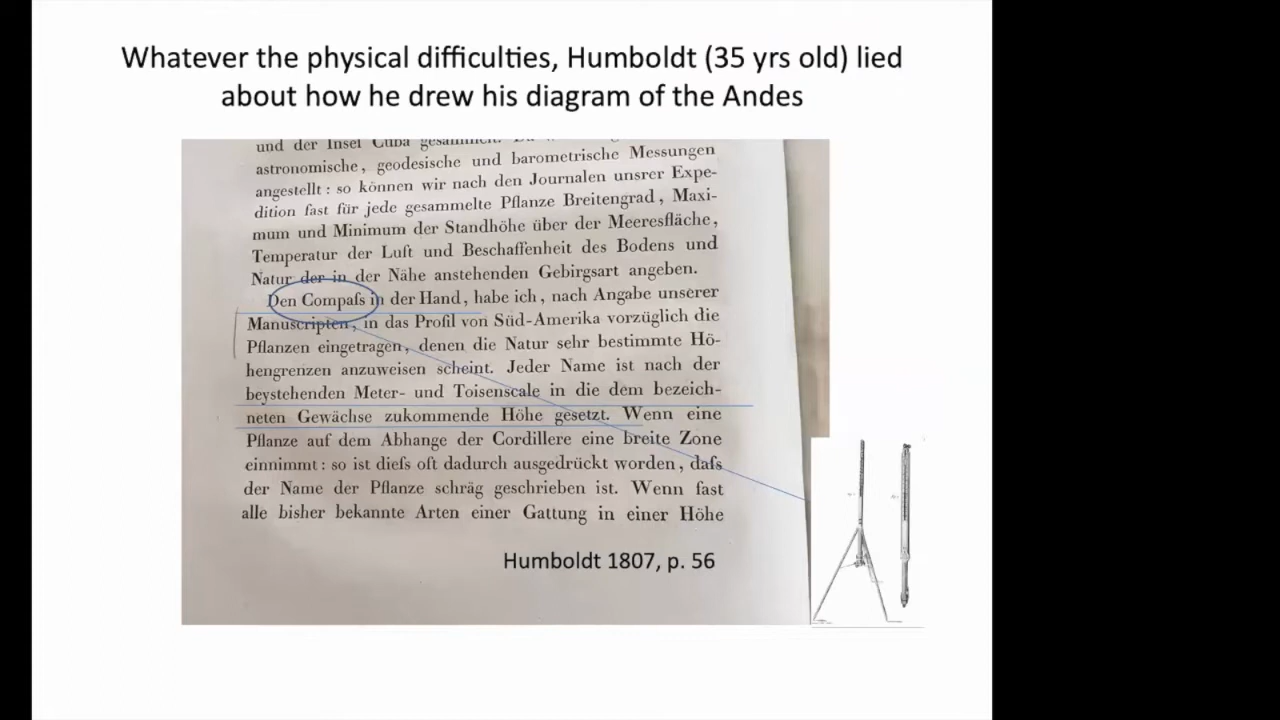 Whatever the physical difficulties, Humboldt (35 yrs old) lied
about how he drew his diagram of the Andes
und der Insel Cuba gesammelt.
astronomische, geodesische und barometrische Messungen
angestellt: so können wir nach den Journalen unsrer Expe-
dition fast für jede gesammelte Pflanze Breitengrad, Maxi-
mum und Minimum der Standhöhe über der Meeresfläche,
Temperatur der Luft und Beschaffenheit des Bodens und
Natur der in der Nähe anstehenden Gebirgsart angeben.
Den Compaſs in der Hand, habe ich, nach Angabe unserer
Manuscripten, in das Profil von Süd-Amerika vorzüglich die
Pflanzen eingetragen, denen die Natur sehr bestimmte Hö-
hengrenzen anzuweisen scheint. Jeder Name ist nach der
beystehenden Meter- und Toisenscale in die dem bezeich-
neten Gewächse zukommende Höhe gesetzt. Wenn eine
Pflanze auf dem Abhange der Cordillere eine breite Zone
einnimmt: so ist dieſs oft dadurch ausgedrückt worden, daſs
der Name der Pflanze schräg geschrieben ist. Wenn fast
alle bisher bekannte Arten einer Gattung in einer Höhe
Humboldt 1807, p. 56